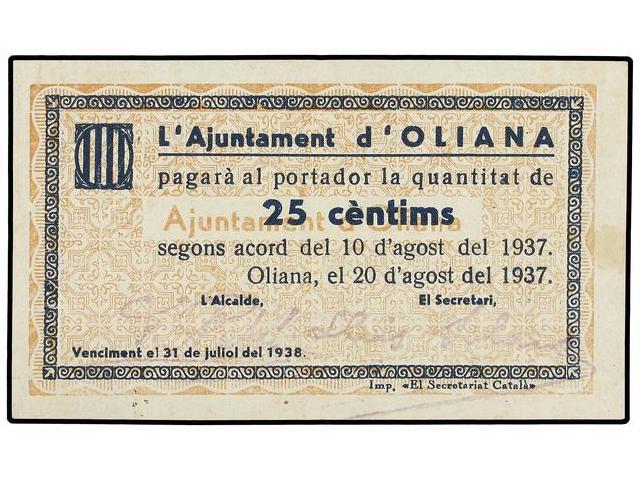 L'Ajuntament d'OLIANA
pagarà al portador la quantitat de
25 cèntims
Ajuntament d'Oliana
segons acord del 10 d'agost del 1937.
Oliana, el 20 d'agost del 1937.
L'Alcalde, El Secretari,
Venciment el 31 de juliol del 1938.
Imp. «El Secretariat Català»